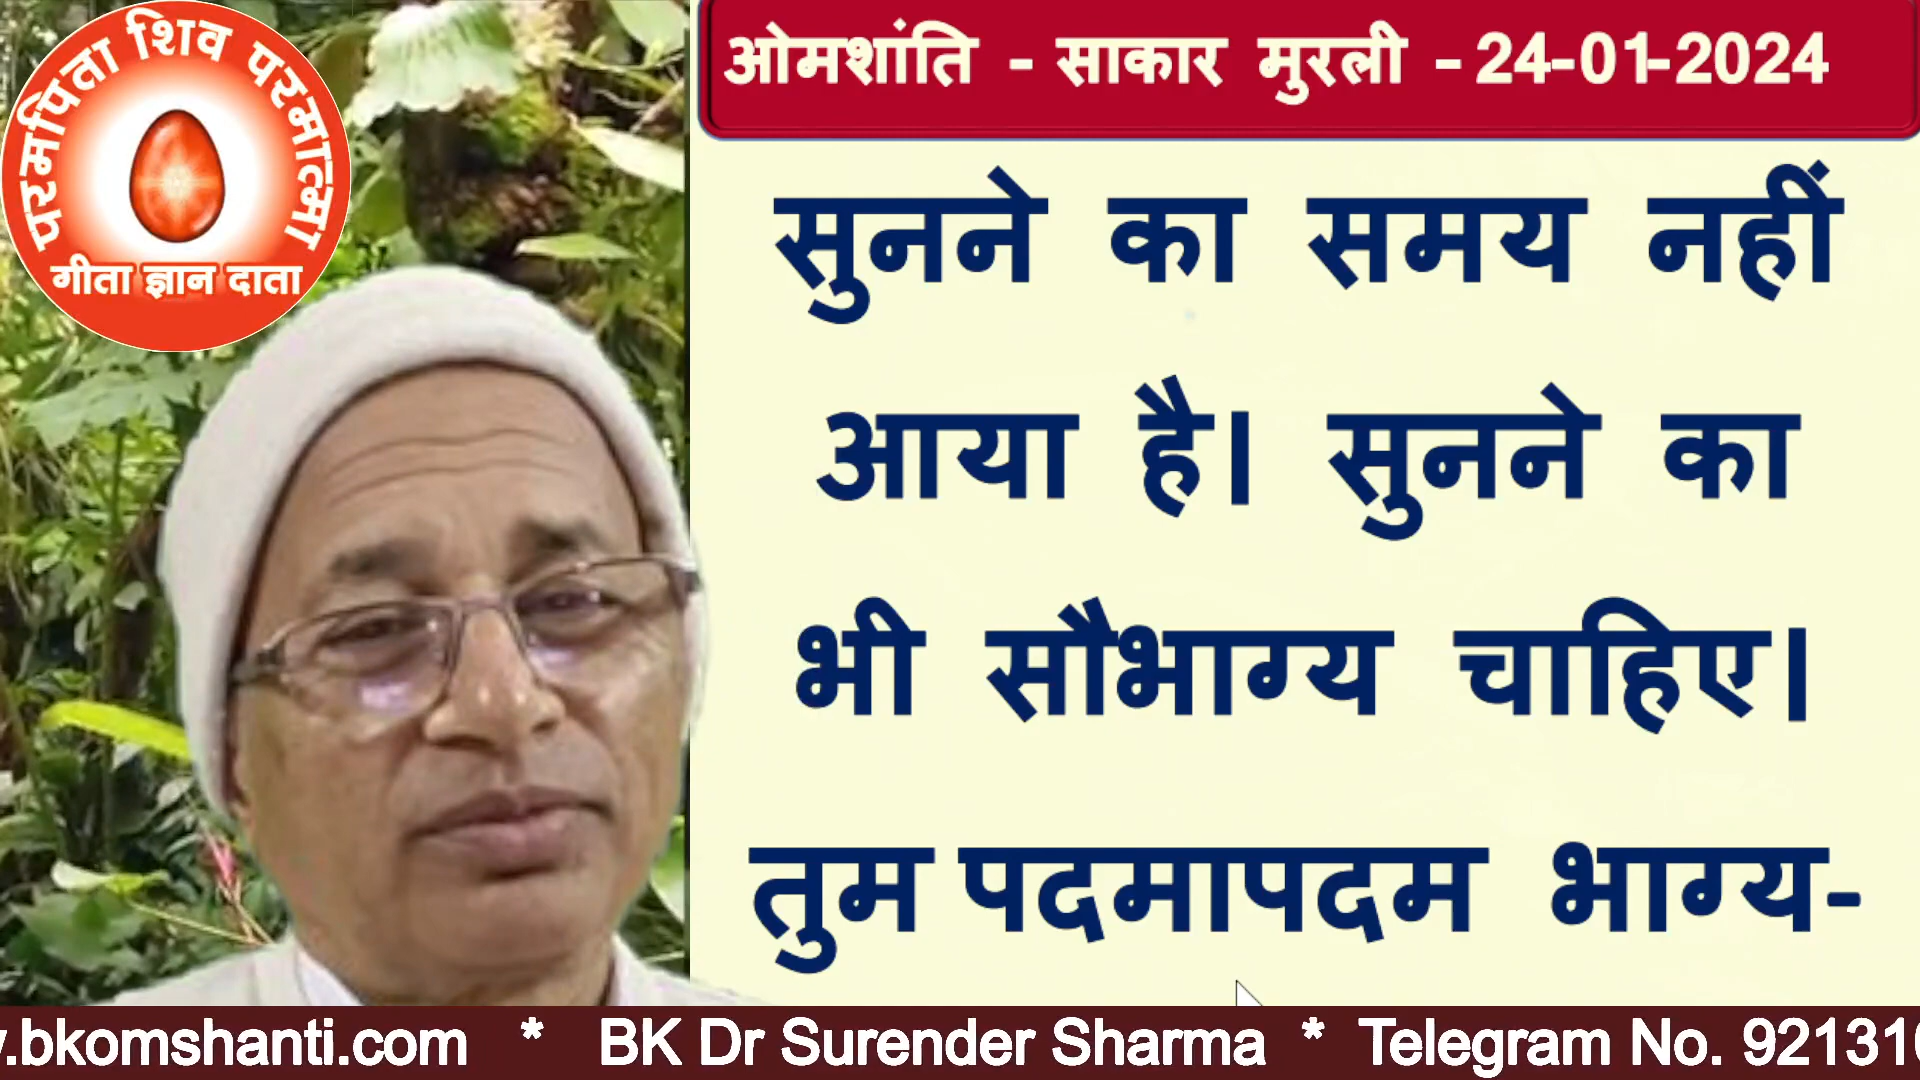 परमपिता शिव परमात्मा
गीता ज्ञान दाता
ओमशांति - साकार मुरली - 24-01-2024
सुनने का समय नहीं
आया है। सुनने का
भी सौभाग्य चाहिए।
तुम पदमापदम भाग्य-
.bkomshanti.com * BK Dr Surender Sharma * Telegram No. 92131